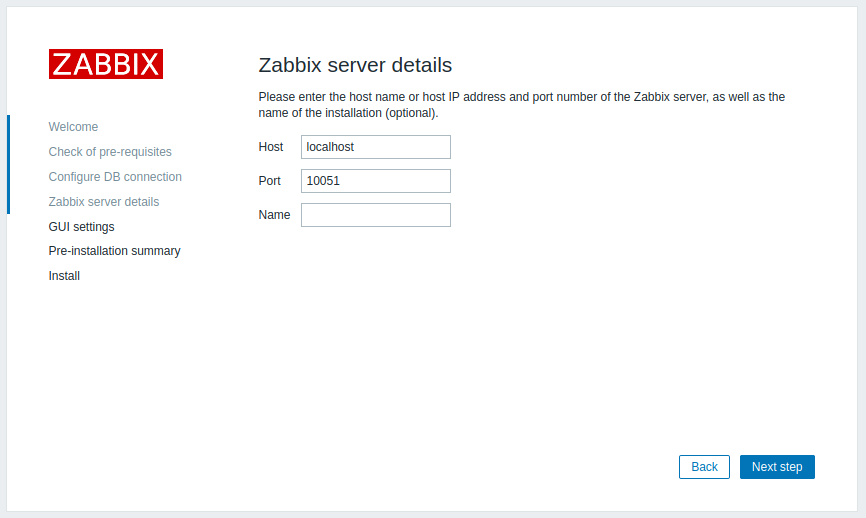 ZABBIX
Welcome
Check of pre-requisites
Configure DB connection
Zabbix server details
GUI settings
Pre-installation summary
Install
Zabbix server details
Please enter the host name or host IP address and port number of the Zabbix server, as well as the
name of the installation (optional).
Host localhost
Port 10051
Name
Back Next step